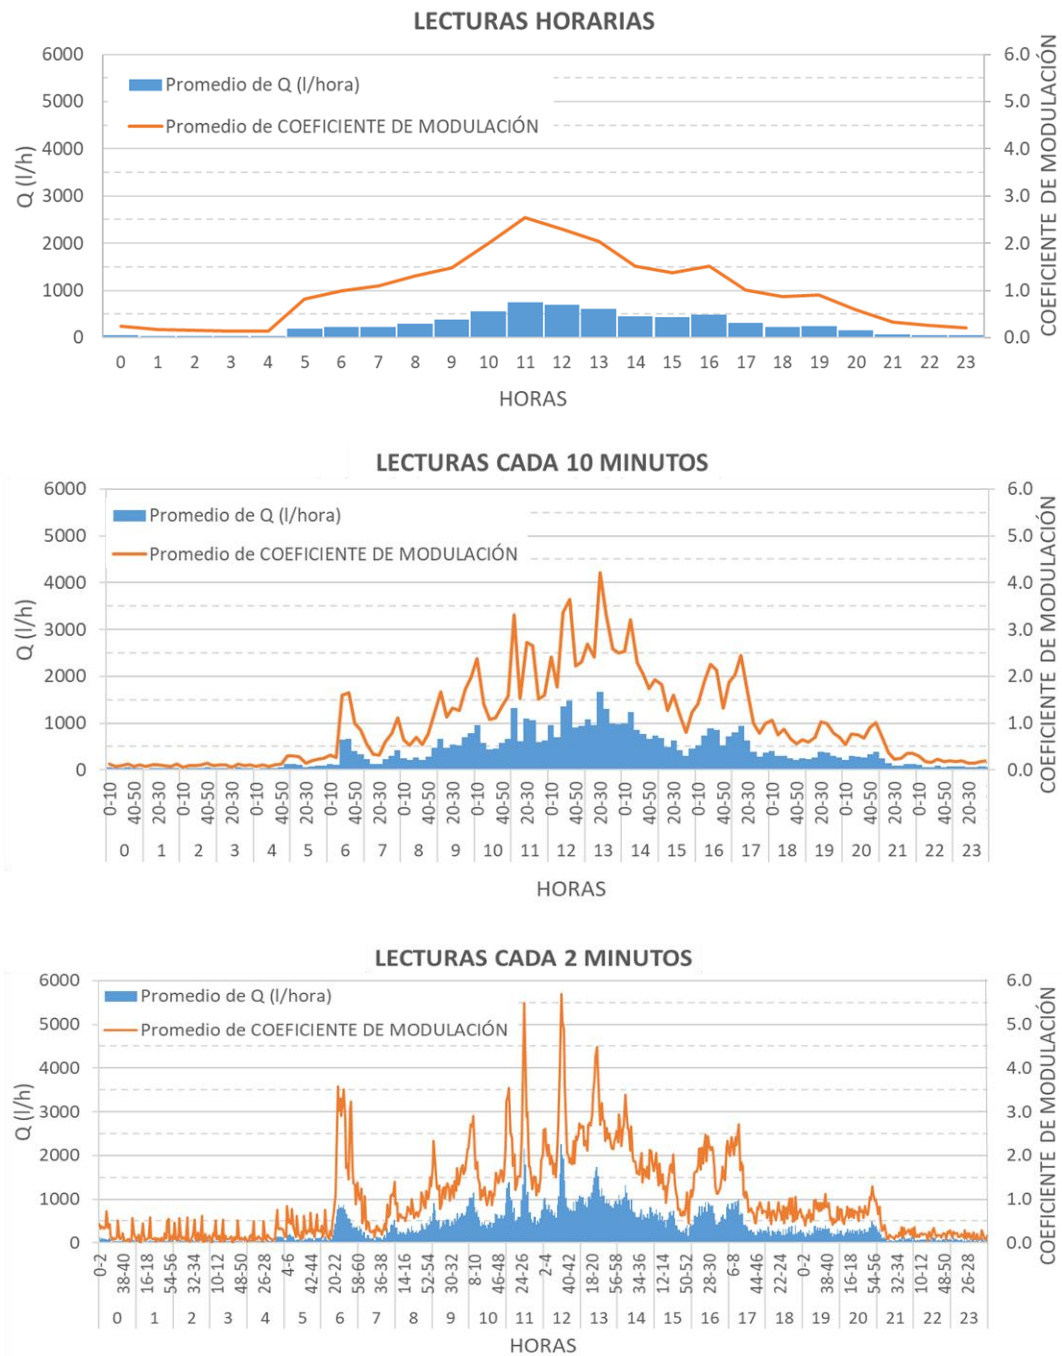 LECTURAS HORARIAS
6000
5000
4000
3000
2000
1000
0
Q (l/h)
Promedio de Q (l/hora)
Promedio de COEFICIENTE DE MODULACIÓN
6.0
5.0
4.0
3.0
2.0
1.0
0.0
COEFICIENTE DE MODULACIÓN
0 1 2 3 4 5 6 7 8 9 10 11 12 13 14 15 16 17 18 19 20 21 22 23
HORAS
LECTURAS CADA 10 MINUTOS
6000
5000
4000
3000
2000
1000
0
Q (l/h)
Promedio de Q (l/hora)
Promedio de COEFICIENTE DE MODULACIÓN
6.0
5.0
4.0
3.0
2.0
1.0
0.0
COEFICIENTE DE MODULACIÓN
0-10 40-50 20-30 0-10 40-50 20-30 0-10 40-50 20-30 0-10 40-50 20-30 0-10 40-50 20-30 0-10 40-50 20-30 0-10 40-50 20-30 0-10 40-50 20-30 0-10 40-50 20-30 0-10 40-50 20-30 0-10 40-50 20-30 0-10 40-50 20-30
0 1 2 3 4 5 6 7 8 9 10 11 12 13 14 15 16 17 18 19 20 21 22 23
HORAS
LECTURAS CADA 2 MINUTOS
6000
5000
4000
3000
2000
1000
0
Q (l/h)
Promedio de Q (l/hora)
Promedio de COEFICIENTE DE MODULACIÓN
6.0
5.0
4.0
3.0
2.0
1.0
0.0
COEFICIENTE DE MODULACIÓN
0-2 38-40 16-18 54-56 32-34 10-12 48-50 26-28 4-6 42-44 20-22 58-60 36-38 14-16 52-54 30-32 8-10 46-48 24-26 2-4 40-42 18-20 56-58 34-36 12-14 50-52 28-30 6-8 44-46 22-24 0-2 38-40 16-18 54-56 32-34 10-12 48-50 26-28
0 1 2 3 4 5 6 7 8 9 10 11 12 13 14 15 16 17 18 19 20 21 22 23
HORAS